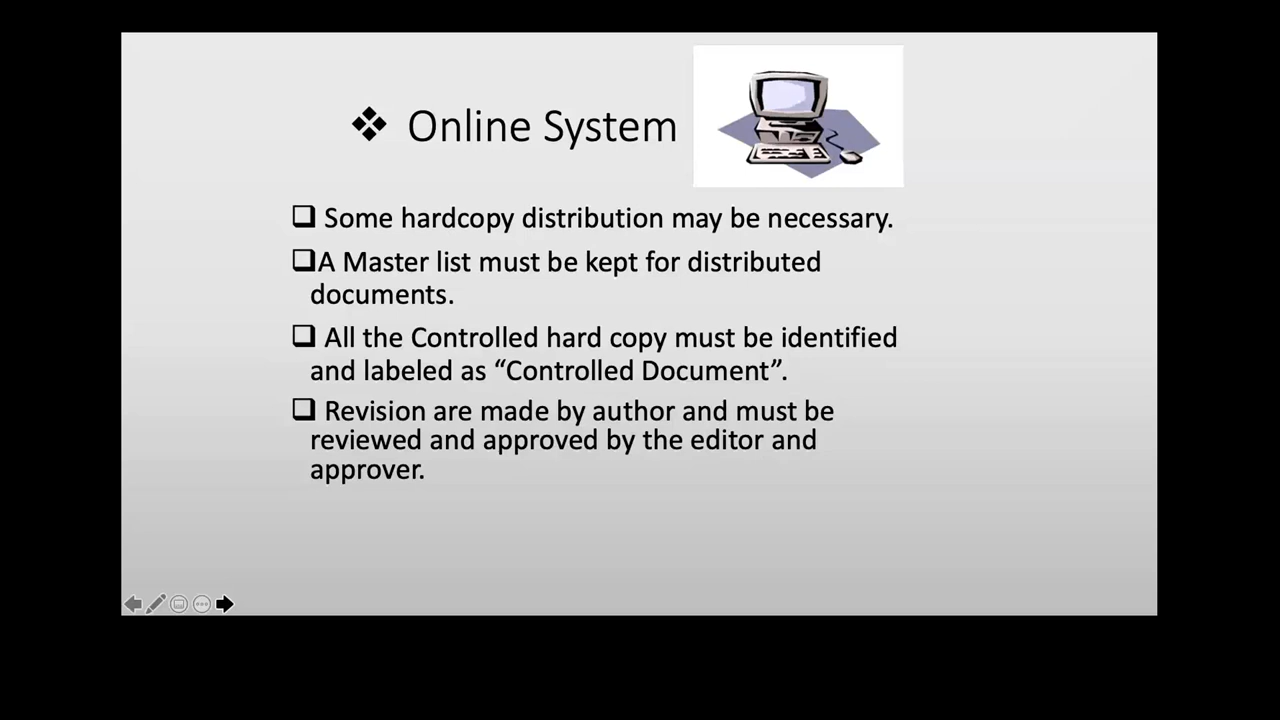 ❖ Online System
❑ Some hardcopy distribution may be necessary.
❑A Master list must be kept for distributed
documents.
❑ All the Controlled hard copy must be identified
and labeled as “Controlled Document”.
❑ Revision are made by author and must be
reviewed and approved by the editor and
approver.